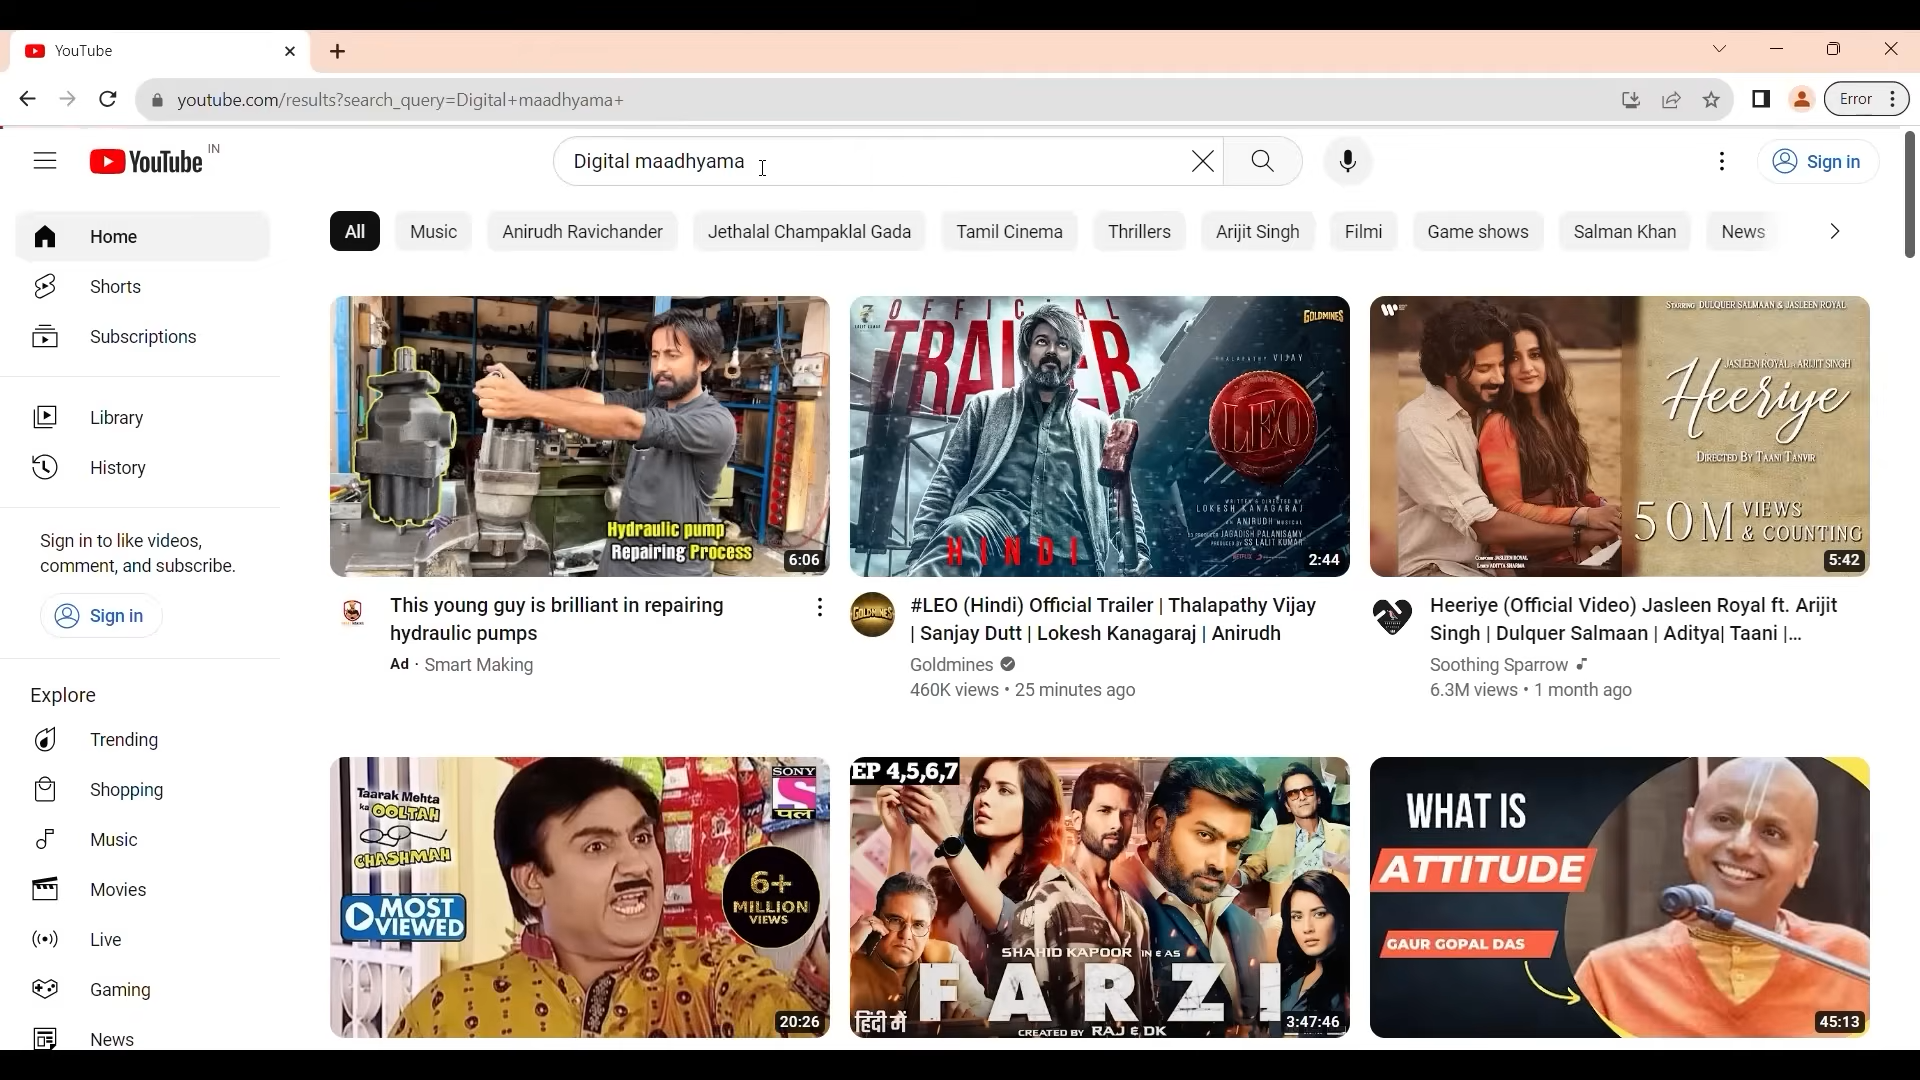 YouTube
youtube.com/results?search_query=Digital+maadhyama+
Error
YouTube IN
Digital maadhyama
Sign in
Home
Shorts
Subscriptions
Library
History
Sign in to like videos,
comment, and subscribe.
Sign in
Explore
Trending
Shopping
Music
Movies
Live
Gaming
News
All
Music
Anirudh Ravichander
Jethalal Champaklal Gada
Tamil Cinema
Thrillers
Arijit Singh
Filmi
Game shows
Salman Khan
News
Hydraulic pump
Repairing Process
6:06
This young guy is brilliant in repairing
hydraulic pumps
Ad · Smart Making
OFFICIAL
TRAILER
GOLDMINES
THALAPATHY VIJAY
LEO
WRITTEN & DIRECTED BY
LOKESH KANAGARAJ
AN ANIRUDH MUSICAL
HINDI
2:44
GOLDMINES
#LEO (Hindi) Official Trailer | Thalapathy Vijay
| Sanjay Dutt | Lokesh Kanagaraj | Anirudh
Goldmines
460K views • 25 minutes ago
STARRING DULQUER SALMAAN & JASLEEN ROYAL
JASLEEN ROYAL ARIJIT SINGH
Heeriye
DIRECTED BY TAANI TANVIR
50M VIEWS
& COUNTING
5:42
Heeriye (Official Video) Jasleen Royal ft. Arijit
Singh | Dulquer Salmaan | Aditya| Taani |...
Soothing Sparrow
6.3M views • 1 month ago
Taarak Mehta
ka OOLTAH
CHASHMAH
MOST
VIEWED
SONY
S
पल
6+
MILLION
VIEWS
20:26
EP 4,5,6,7
SHAHID KAPOOR IN & AS
FARZI
हिंदी में
CREATED BY RAJ & DK
3:47:46
WHAT IS
ATTITUDE
GAUR GOPAL DAS
45:13